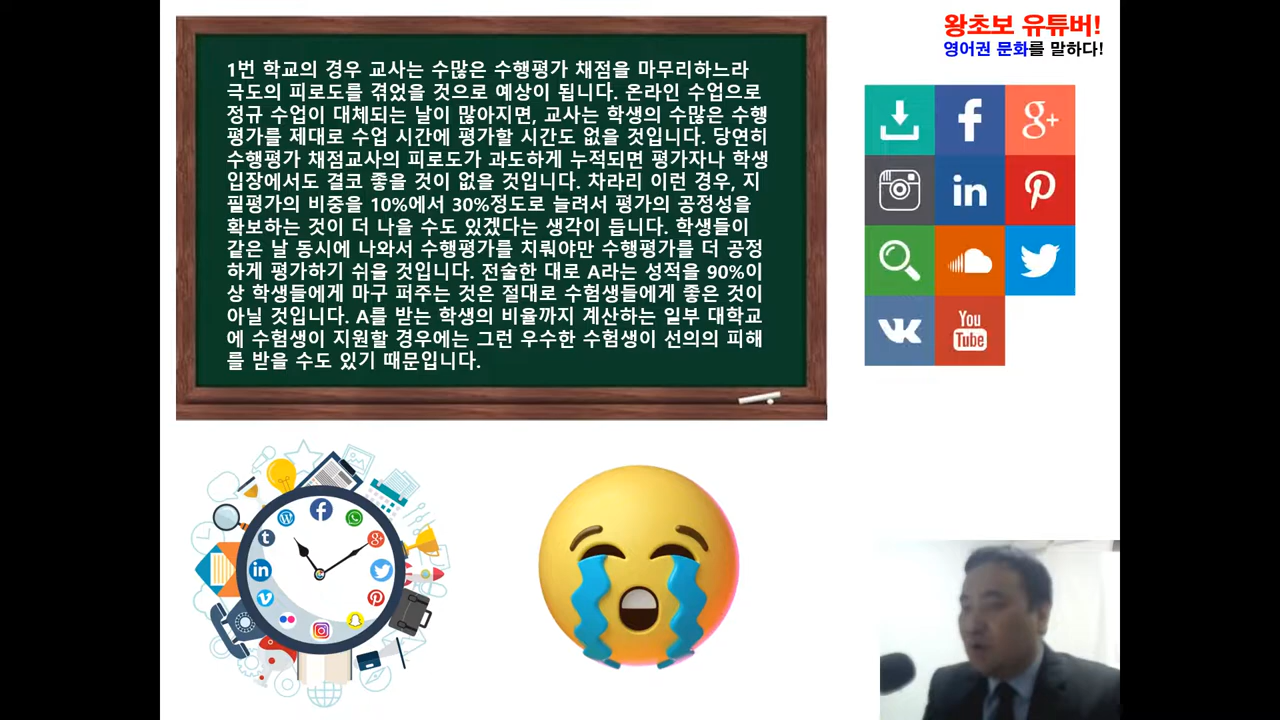 왕초보 유튜버!
영어권 문화를 말하다!
1번 학교의 경우 교사는 수많은 수행평가 채점을 마무리하느라
극도의 피로도를 겪었을 것으로 예상이 됩니다. 온라인 수업으로
정규 수업이 대체되는 날이 많아지면, 교사는 학생의 수많은 수행
평가를 제대로 수업 시간에 평가할 시간도 없을 것입니다. 당연히
수행평가 채점교사의 피로도가 과도하게 누적되면 평가자나 학생
입장에서도 결코 좋을 것이 없을 것입니다. 차라리 이런 경우, 지
필평가의 비중을 10%에서 30%정도로 늘려서 평가의 공정성을
확보하는 것이 더 나을 수도 있겠다는 생각이 듭니다. 학생들이
같은 날 동시에 나와서 수행평가를 치뤄야만 수행평가를 더 공정
하게 평가하기 쉬울 것입니다. 전술한 대로 A라는 성적을 90%이
상 학생들에게 마구 퍼주는 것은 절대로 수험생들에게 좋은 것이
아닐 것입니다. A를 받는 학생의 비율까지 계산하는 일부 대학교
에 수험생이 지원할 경우에는 그런 우수한 수험생이 선의의 피해
를 받을 수도 있기 때문입니다.
You
Tube